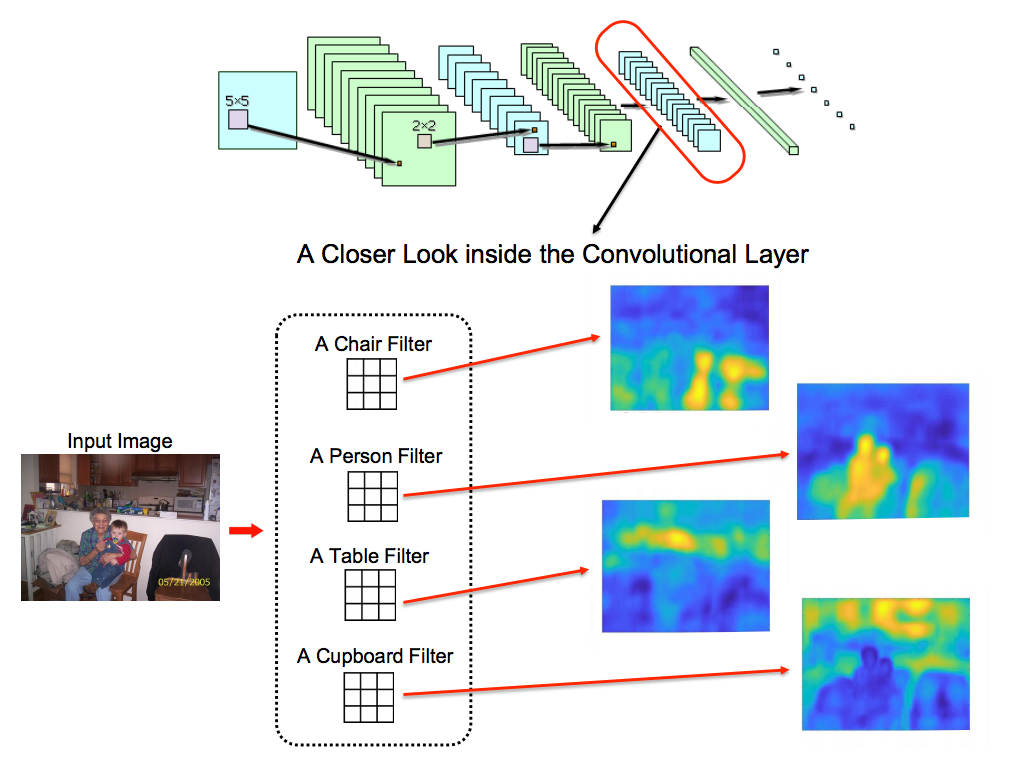 5×5
2×2
A Closer Look inside the Convolutional Layer
A Chair Filter
A Person Filter
Input Image
A Table Filter
05/21/2005
A Cupboard Filter